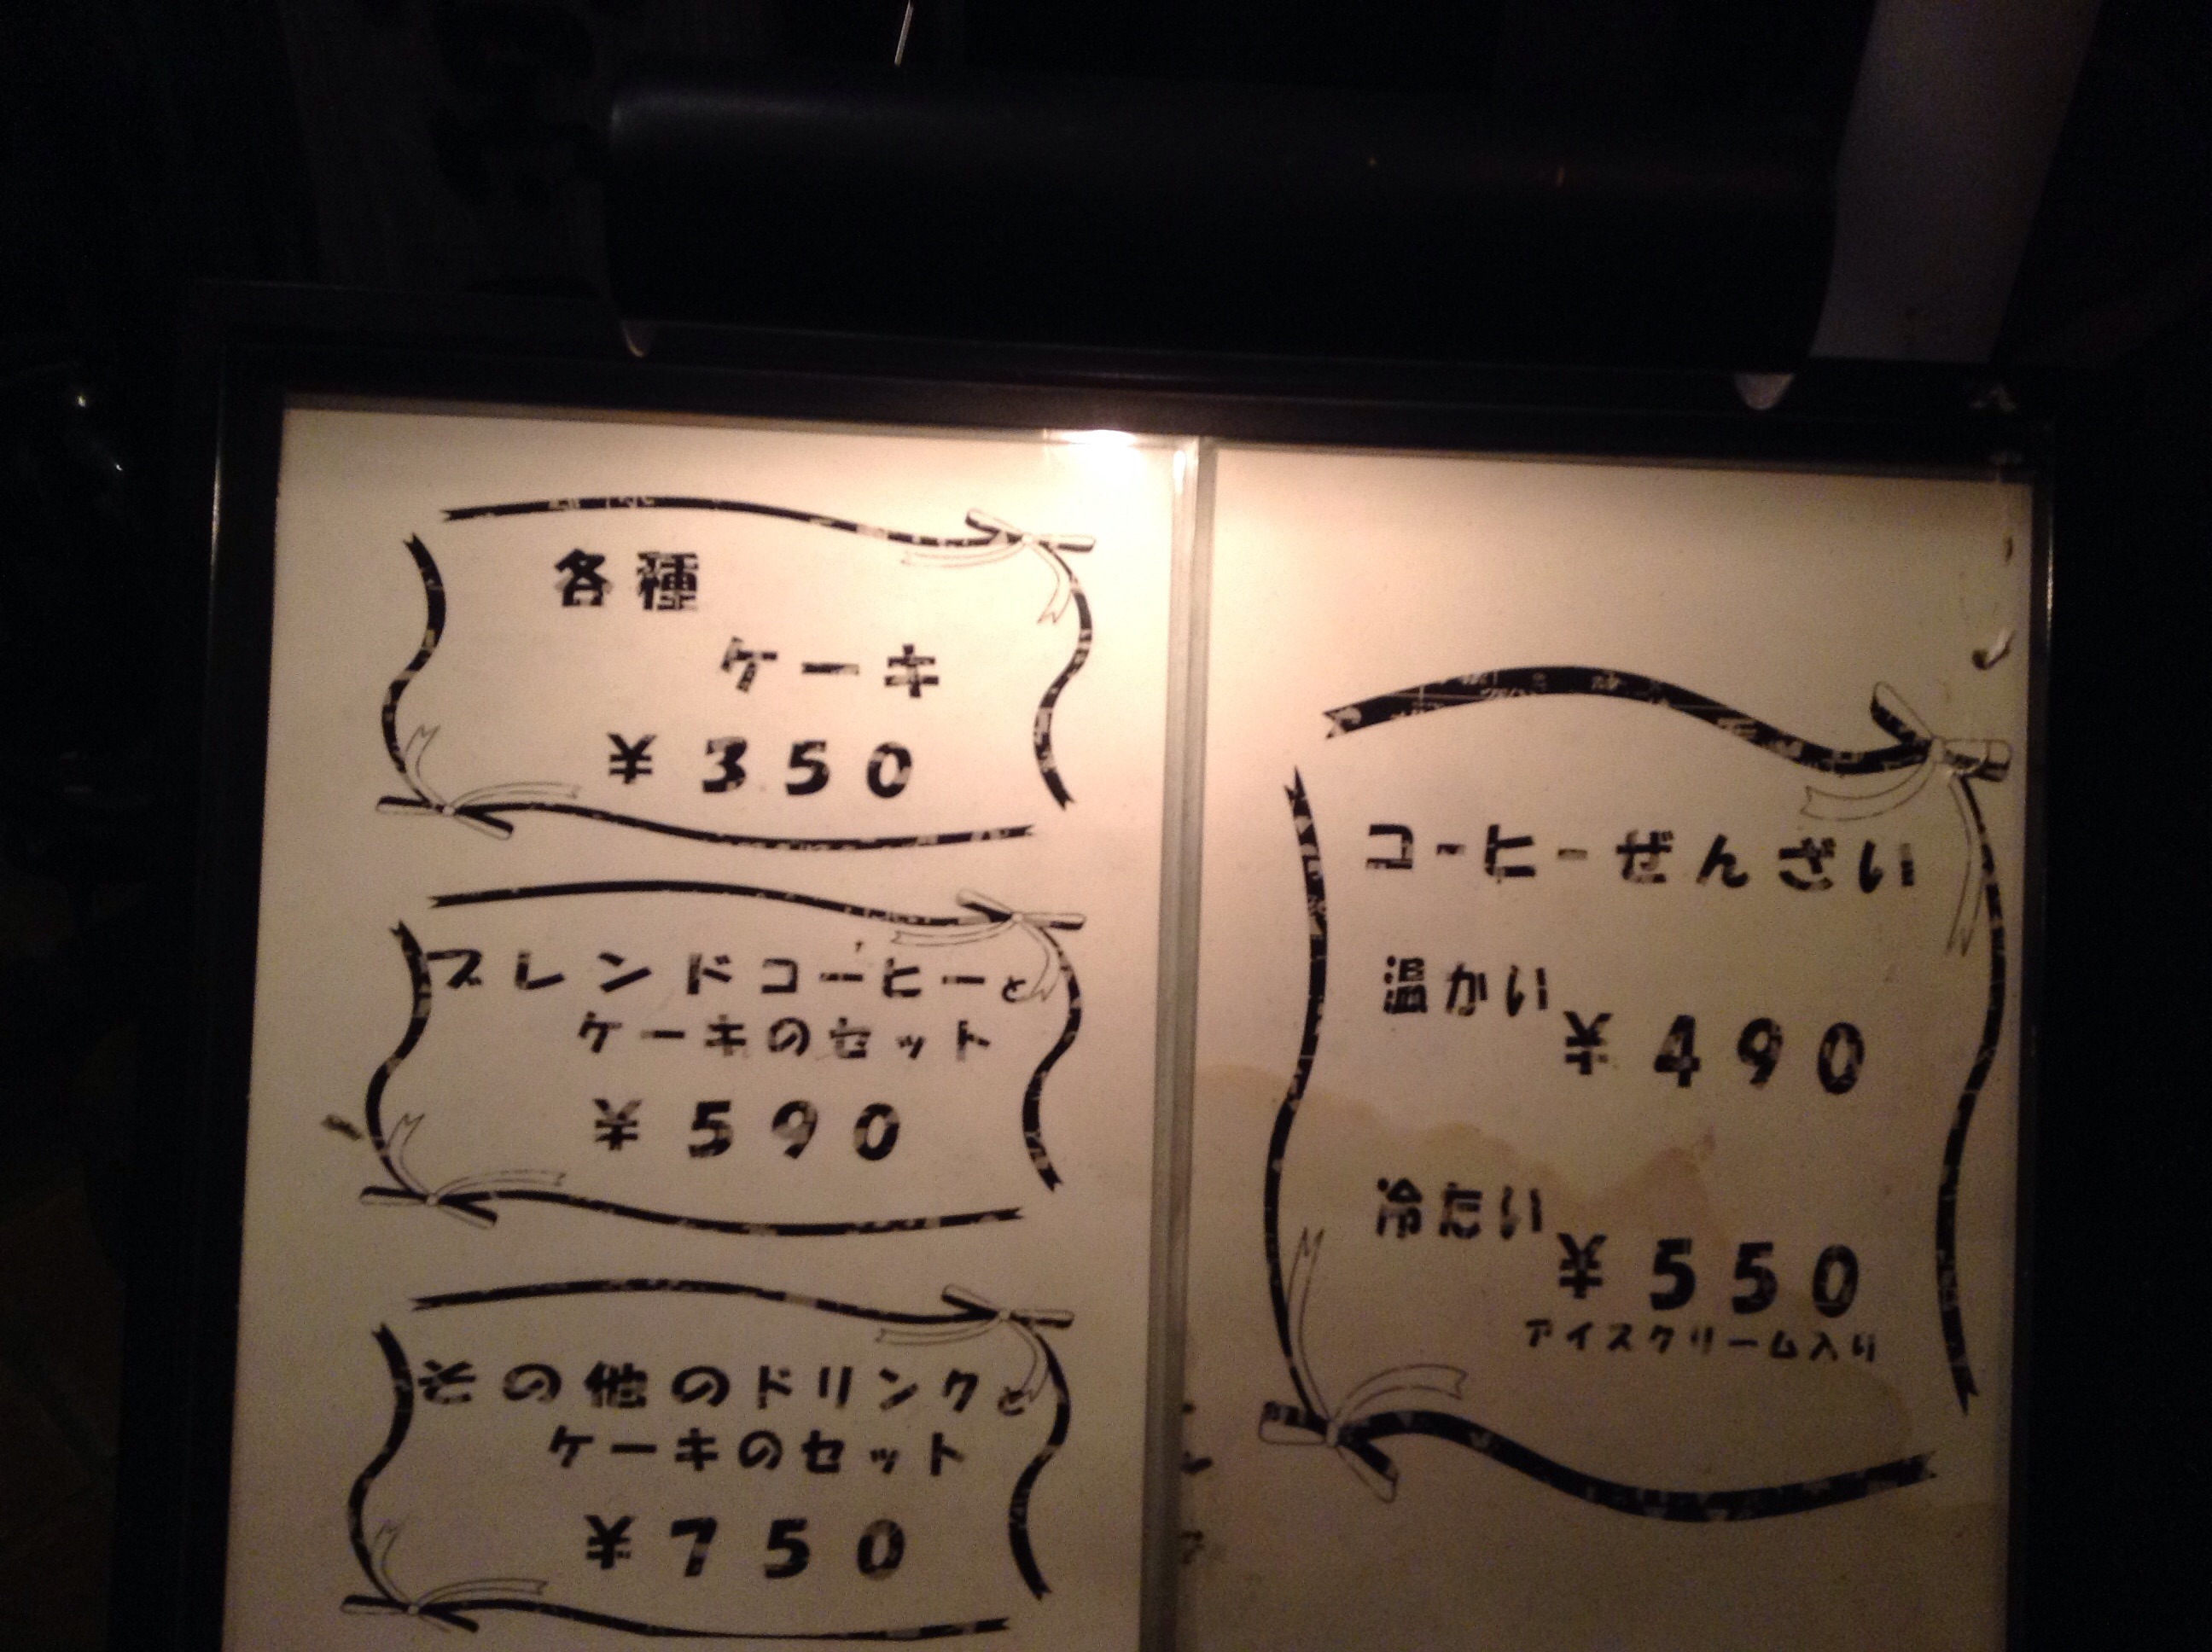 各種
ケーキ
¥350
ブレンドコーヒーと
ケーキのセット
¥590
その他のドリンクと
ケーキのセット
¥750
コーヒーぜんざい
温かい
¥490
冷たい
¥550
アイスクリーム入り